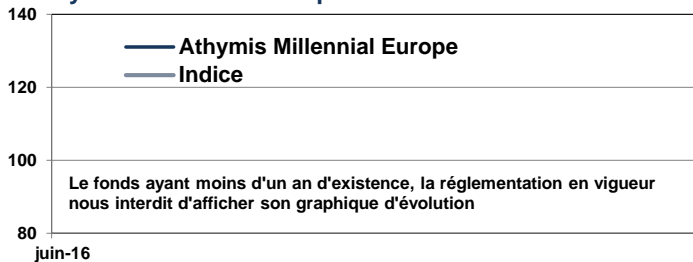 140
Athymis Millennial Europe
Indice
120
100
Le fonds ayant moins d'un an d'existence, la réglementation en vigueur
nous interdit d'afficher son graphique d'évolution
80
juin-16